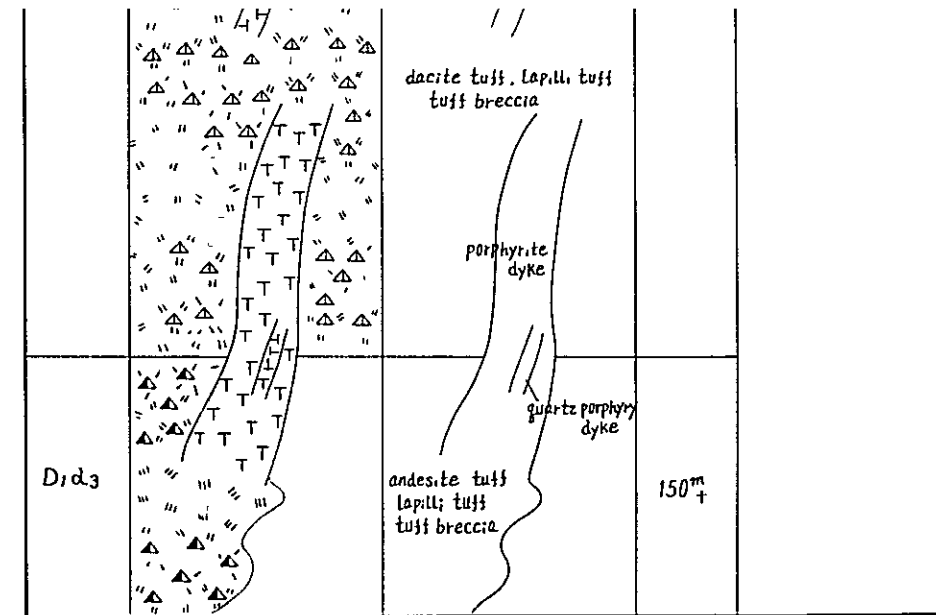 dacite tuff. lapilli tuff
tuff breccia
porphyrite
dyke
quartz porphyry
dyke
D1d3
andesite tuff
lapilli; tuff
tuff breccia
150m+